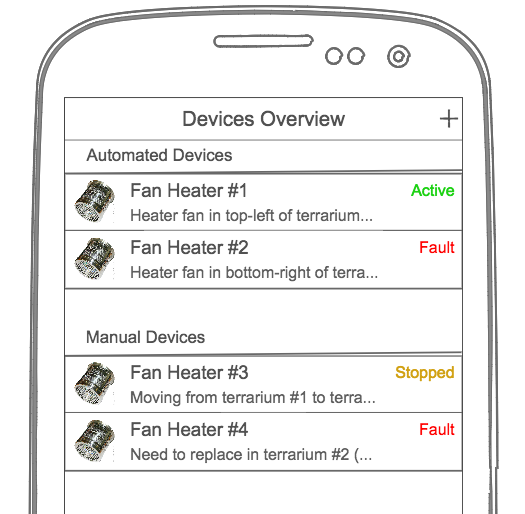 Devices Overview +
Automated Devices
Fan Heater #1 Active
Heater fan in top-left of terrarium...
Fan Heater #2 Fault
Heater fan in bottom-right of terra...
Manual Devices
Fan Heater #3 Stopped
Moving from terrarium #1 to terra...
Fan Heater #4 Fault
Need to replace in terrarium #2 (...